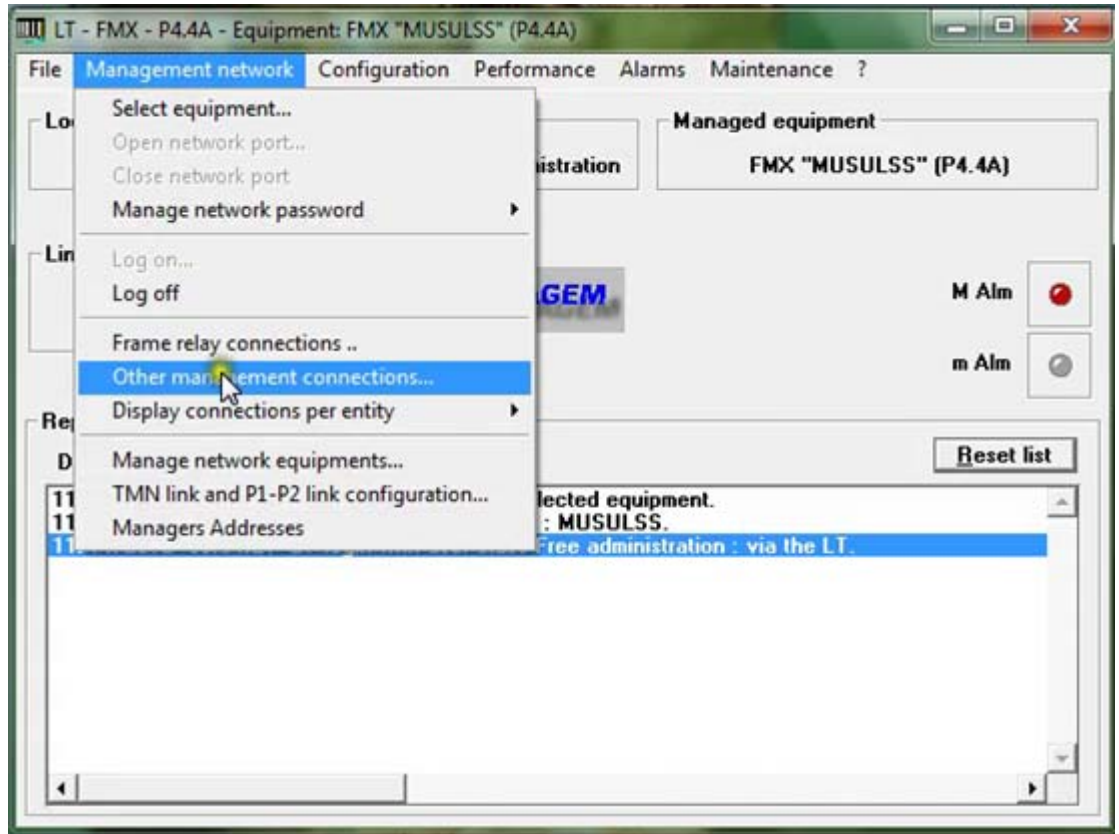 LT - FMX - P4.4A - Equipment: FMX "MUSULSS" (P4.4A)
File Management network Configuration Performance Alarms Maintenance ?
Select equipment...
Open network port...
Close network port
Manage network password
Log on...
Log off
Frame relay connections ..
Other management connections...
Display connections per entity
Manage network equipments...
TMN link and P1-P2 link configuration...
Managers Addresses
Managed equipment
FMX "MUSULSS" (P4.4A)
M Alm
m Alm
Reset list
equipment.
: MUSULSS.
Free administration : via the LT.